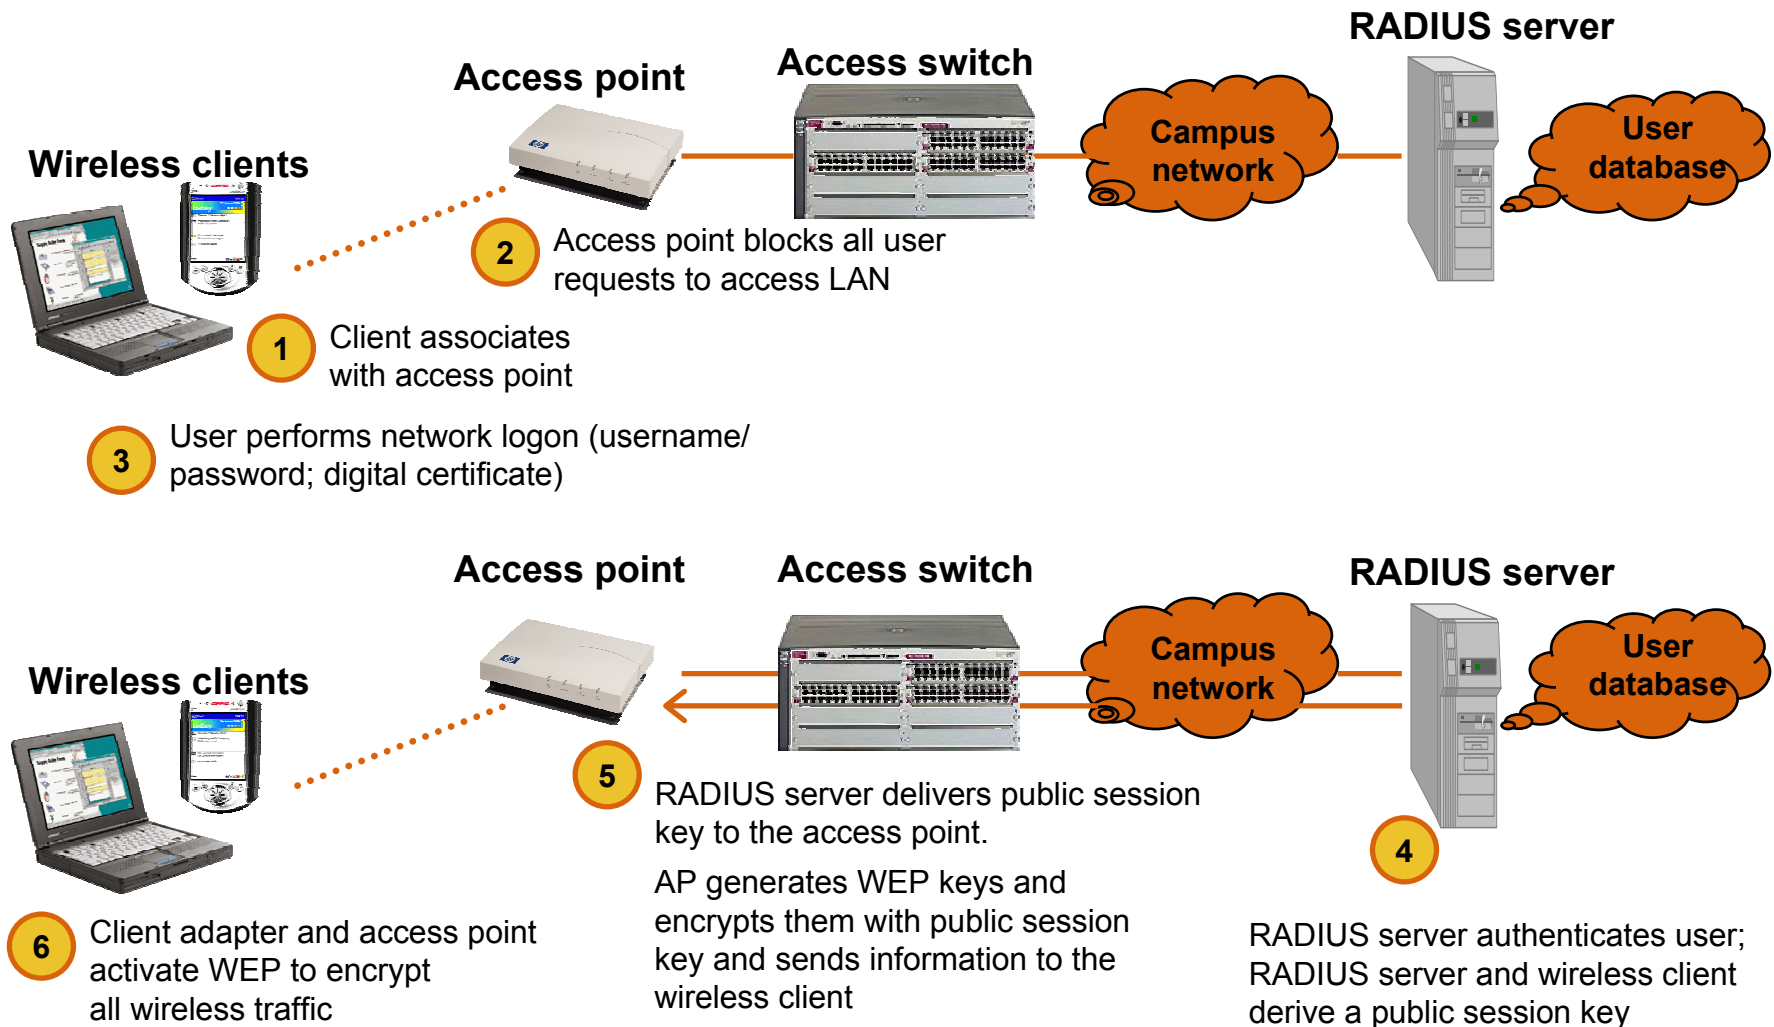 RADIUS server
Access switch
Access point
Campus
network
User
database
Wireless clients
2
Access point blocks all user
requests to access LAN
1
Client associates
with access point
3
User performs network logon (username/
password; digital certificate)
Access point
Access switch
RADIUS server
Campus
network
User
database
Wireless clients
5
RADIUS server delivers public session
key to the access point.
AP generates WEP keys and
encrypts them with public session
key and sends information to the
wireless client
4
RADIUS server authenticates user;
RADIUS server and wireless client
derive a public session key
6
Client adapter and access point
activate WEP to encrypt
all wireless traffic